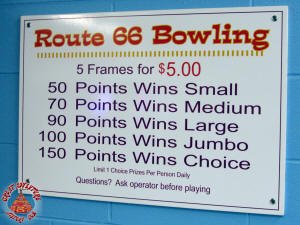 Route 66 Bowling
5 Frames for $5.00
50 Points Wins Small
70 Points Wins Medium
90 Points Wins Large
100 Points Wins Jumbo
150 Points Wins Choice
Limit 1 Choice Prizes Per Person Daily
Questions? Ask operator before playing